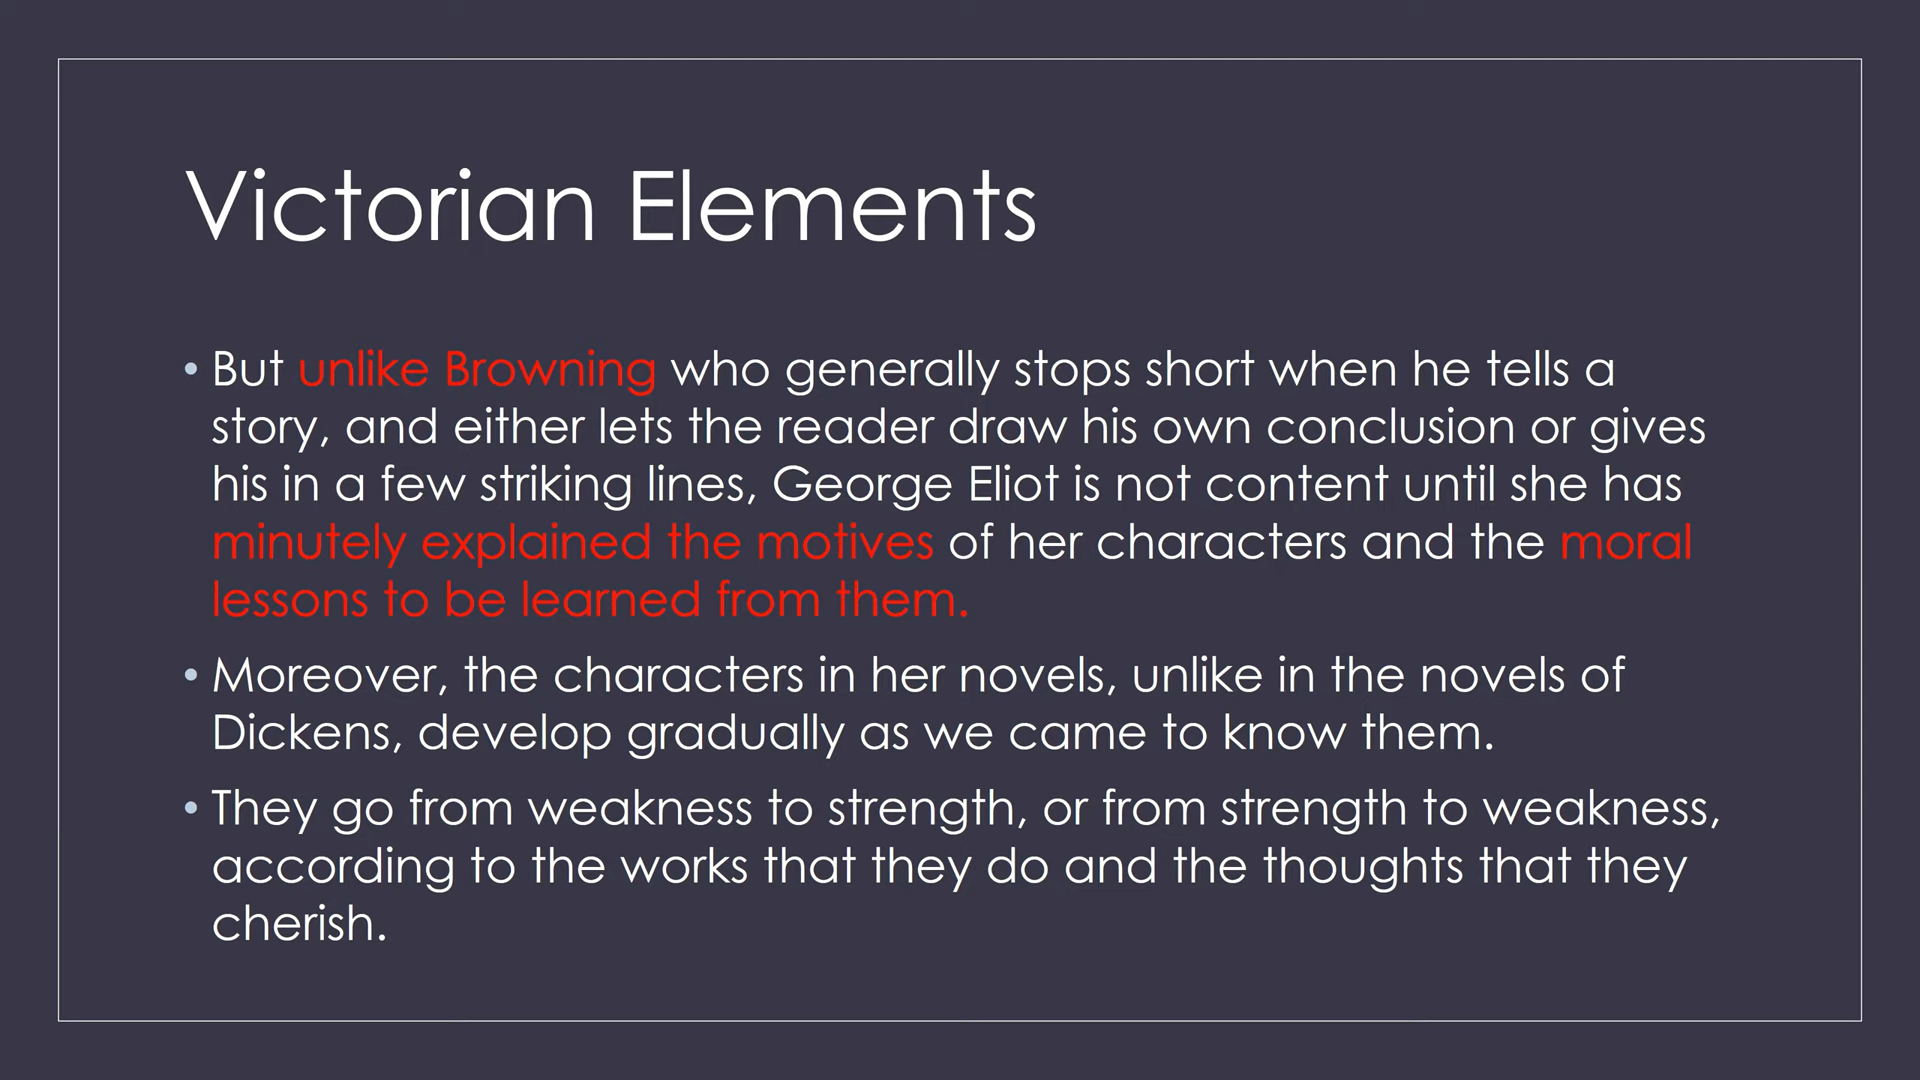 Victorian Elements
• But unlike Browning who generally stops short when he tells a
story, and either lets the reader draw his own conclusion or gives
his in a few striking lines, George Eliot is not content until she has
minutely explained the motives of her characters and the moral
lessons to be learned from them.
• Moreover, the characters in her novels, unlike in the novels of
Dickens, develop gradually as we came to know them.
• They go from weakness to strength, or from strength to weakness,
according to the works that they do and the thoughts that they
cherish.